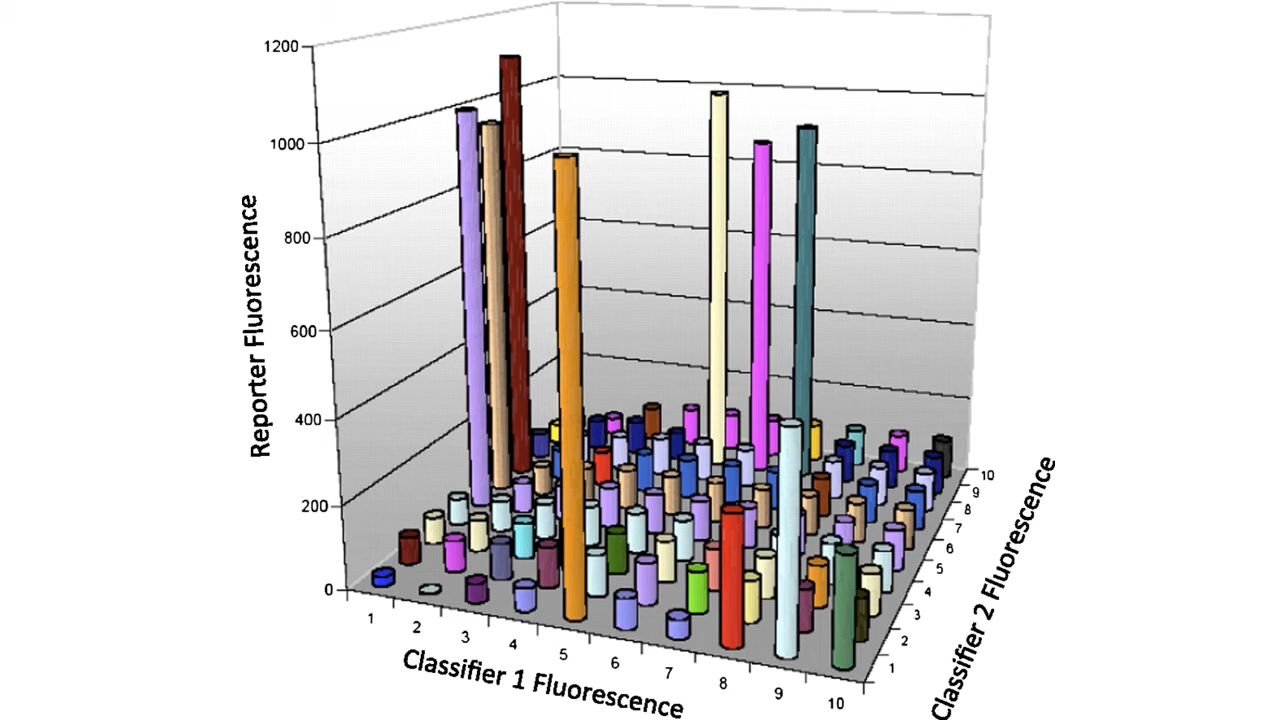 1200
1000
800
600
400
200
0
Reporter Fluorescence
1 2 3 4 5 6 7 8 9 10
Classifier 1 Fluorescence
1 2 3 4 5 6 7 8 9 10
Classifier 2 Fluorescence